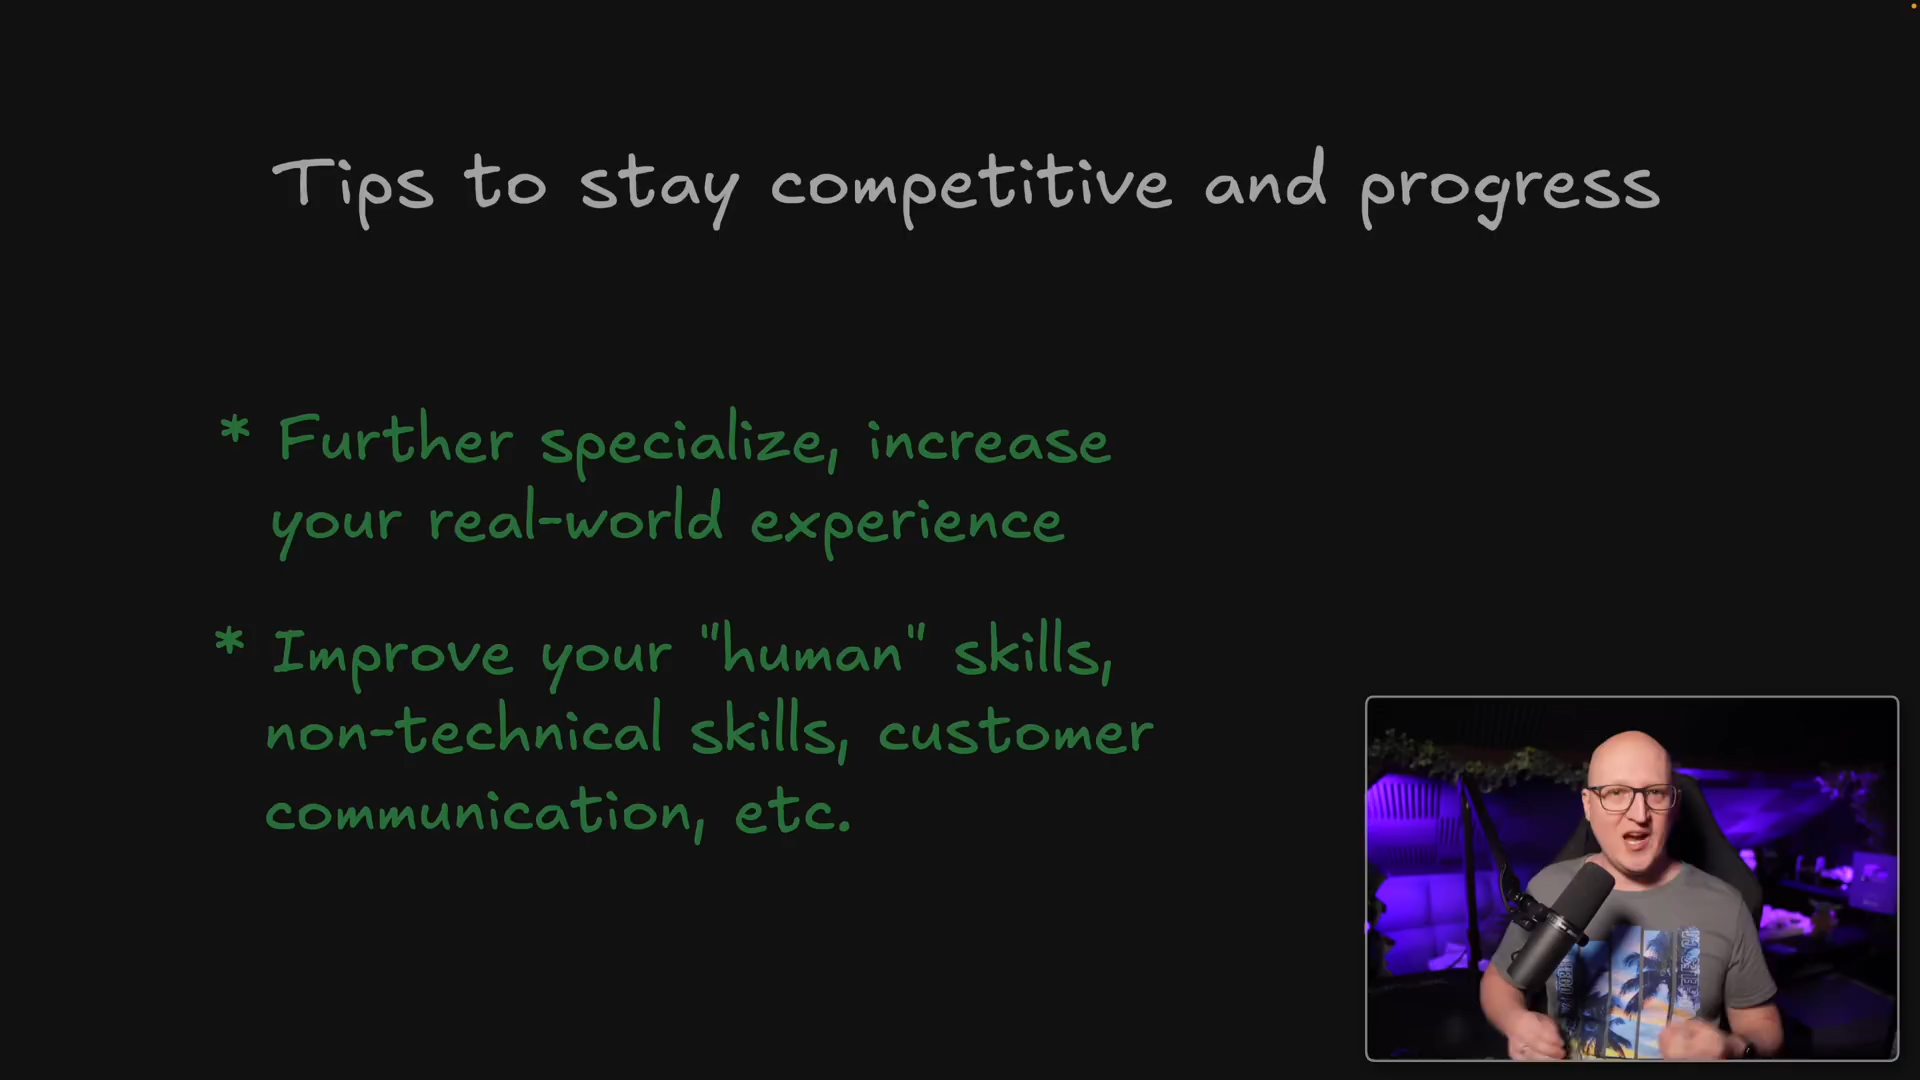 Tips to stay competitive and progress
* Further specialize, increase
your real-world experience
* Improve your "human" skills,
non-technical skills, customer
communication, etc.